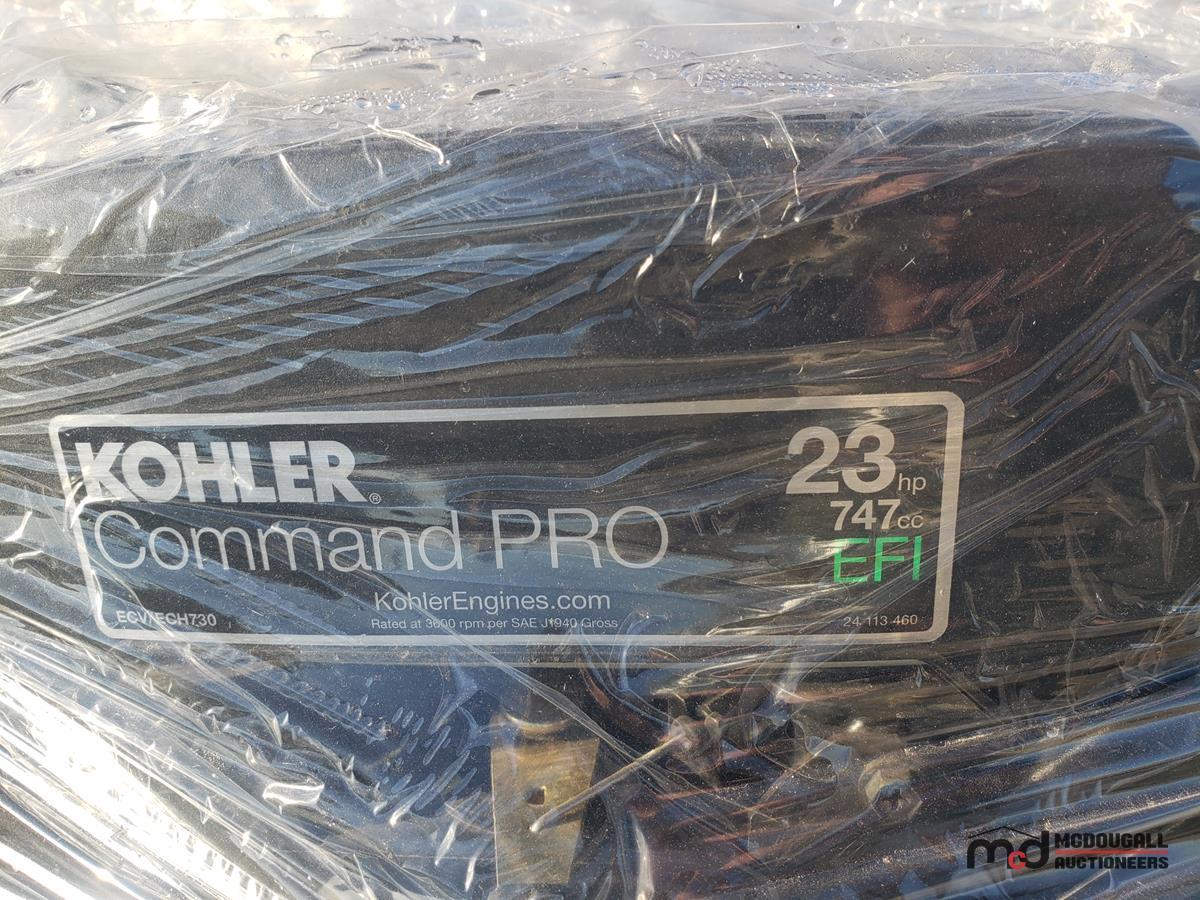 KOHLER®
Command PRO
23 hp
747cc
EFI
KohlerEngines.com
ECV/ECH730
Rated at 3600 rpm per SAE J1940 Gross
24 113 460
mcd MCDOUGALL
AUCTIONEERS